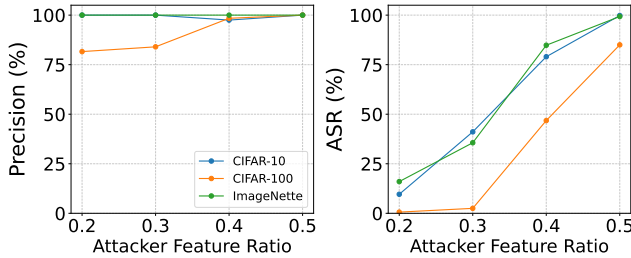 Precision (%)
100
75
50
25
0
0.2 0.3 0.4 0.5
Attacker Feature Ratio
CIFAR-10
CIFAR-100
ImageNette
ASR (%)
100
75
50
25
0
0.2 0.3 0.4 0.5
Attacker Feature Ratio